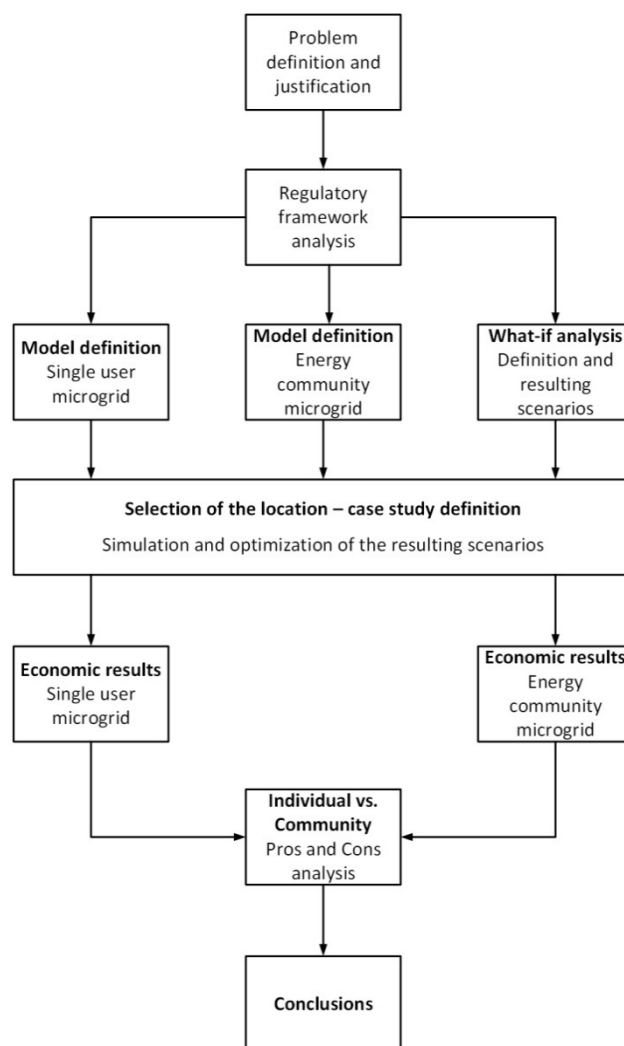 Problem
definition and
justification
Regulatory
framework
analysis
Model definition
Single user
microgrid
Model definition
Energy
community
microgrid
What-if analysis
Definition and
resulting
scenarios
Selection of the location – case study definition
Simulation and optimization of the resulting scenarios
Economic results
Single user
microgrid
Economic results
Energy
community
microgrid
Individual vs.
Community
Pros and Cons
analysis
Conclusions